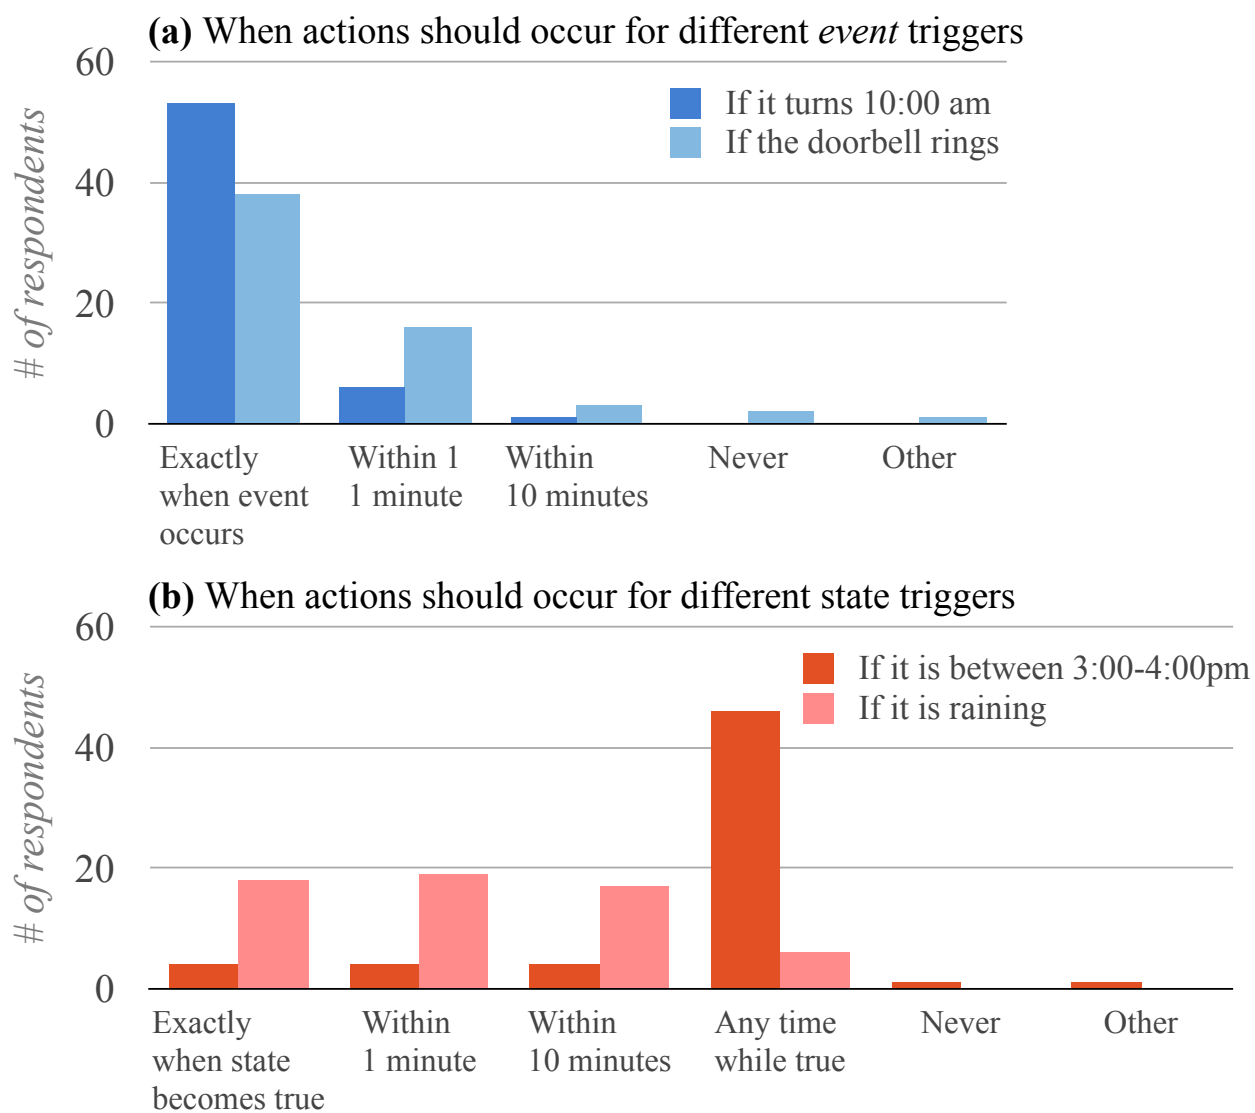 (a) When actions should occur for different event triggers
60
If it turns 10:00 am
If the doorbell rings
40
20
0
# of respondents
Exactly
when event
occurs
Within 1
1 minute
Within
10 minutes
Never
Other
(b) When actions should occur for different state triggers
60
If it is between 3:00-4:00pm
If it is raining
40
20
0
# of respondents
Exactly
when state
becomes true
Within
1 minute
Within
10 minutes
Any time
while true
Never
Other